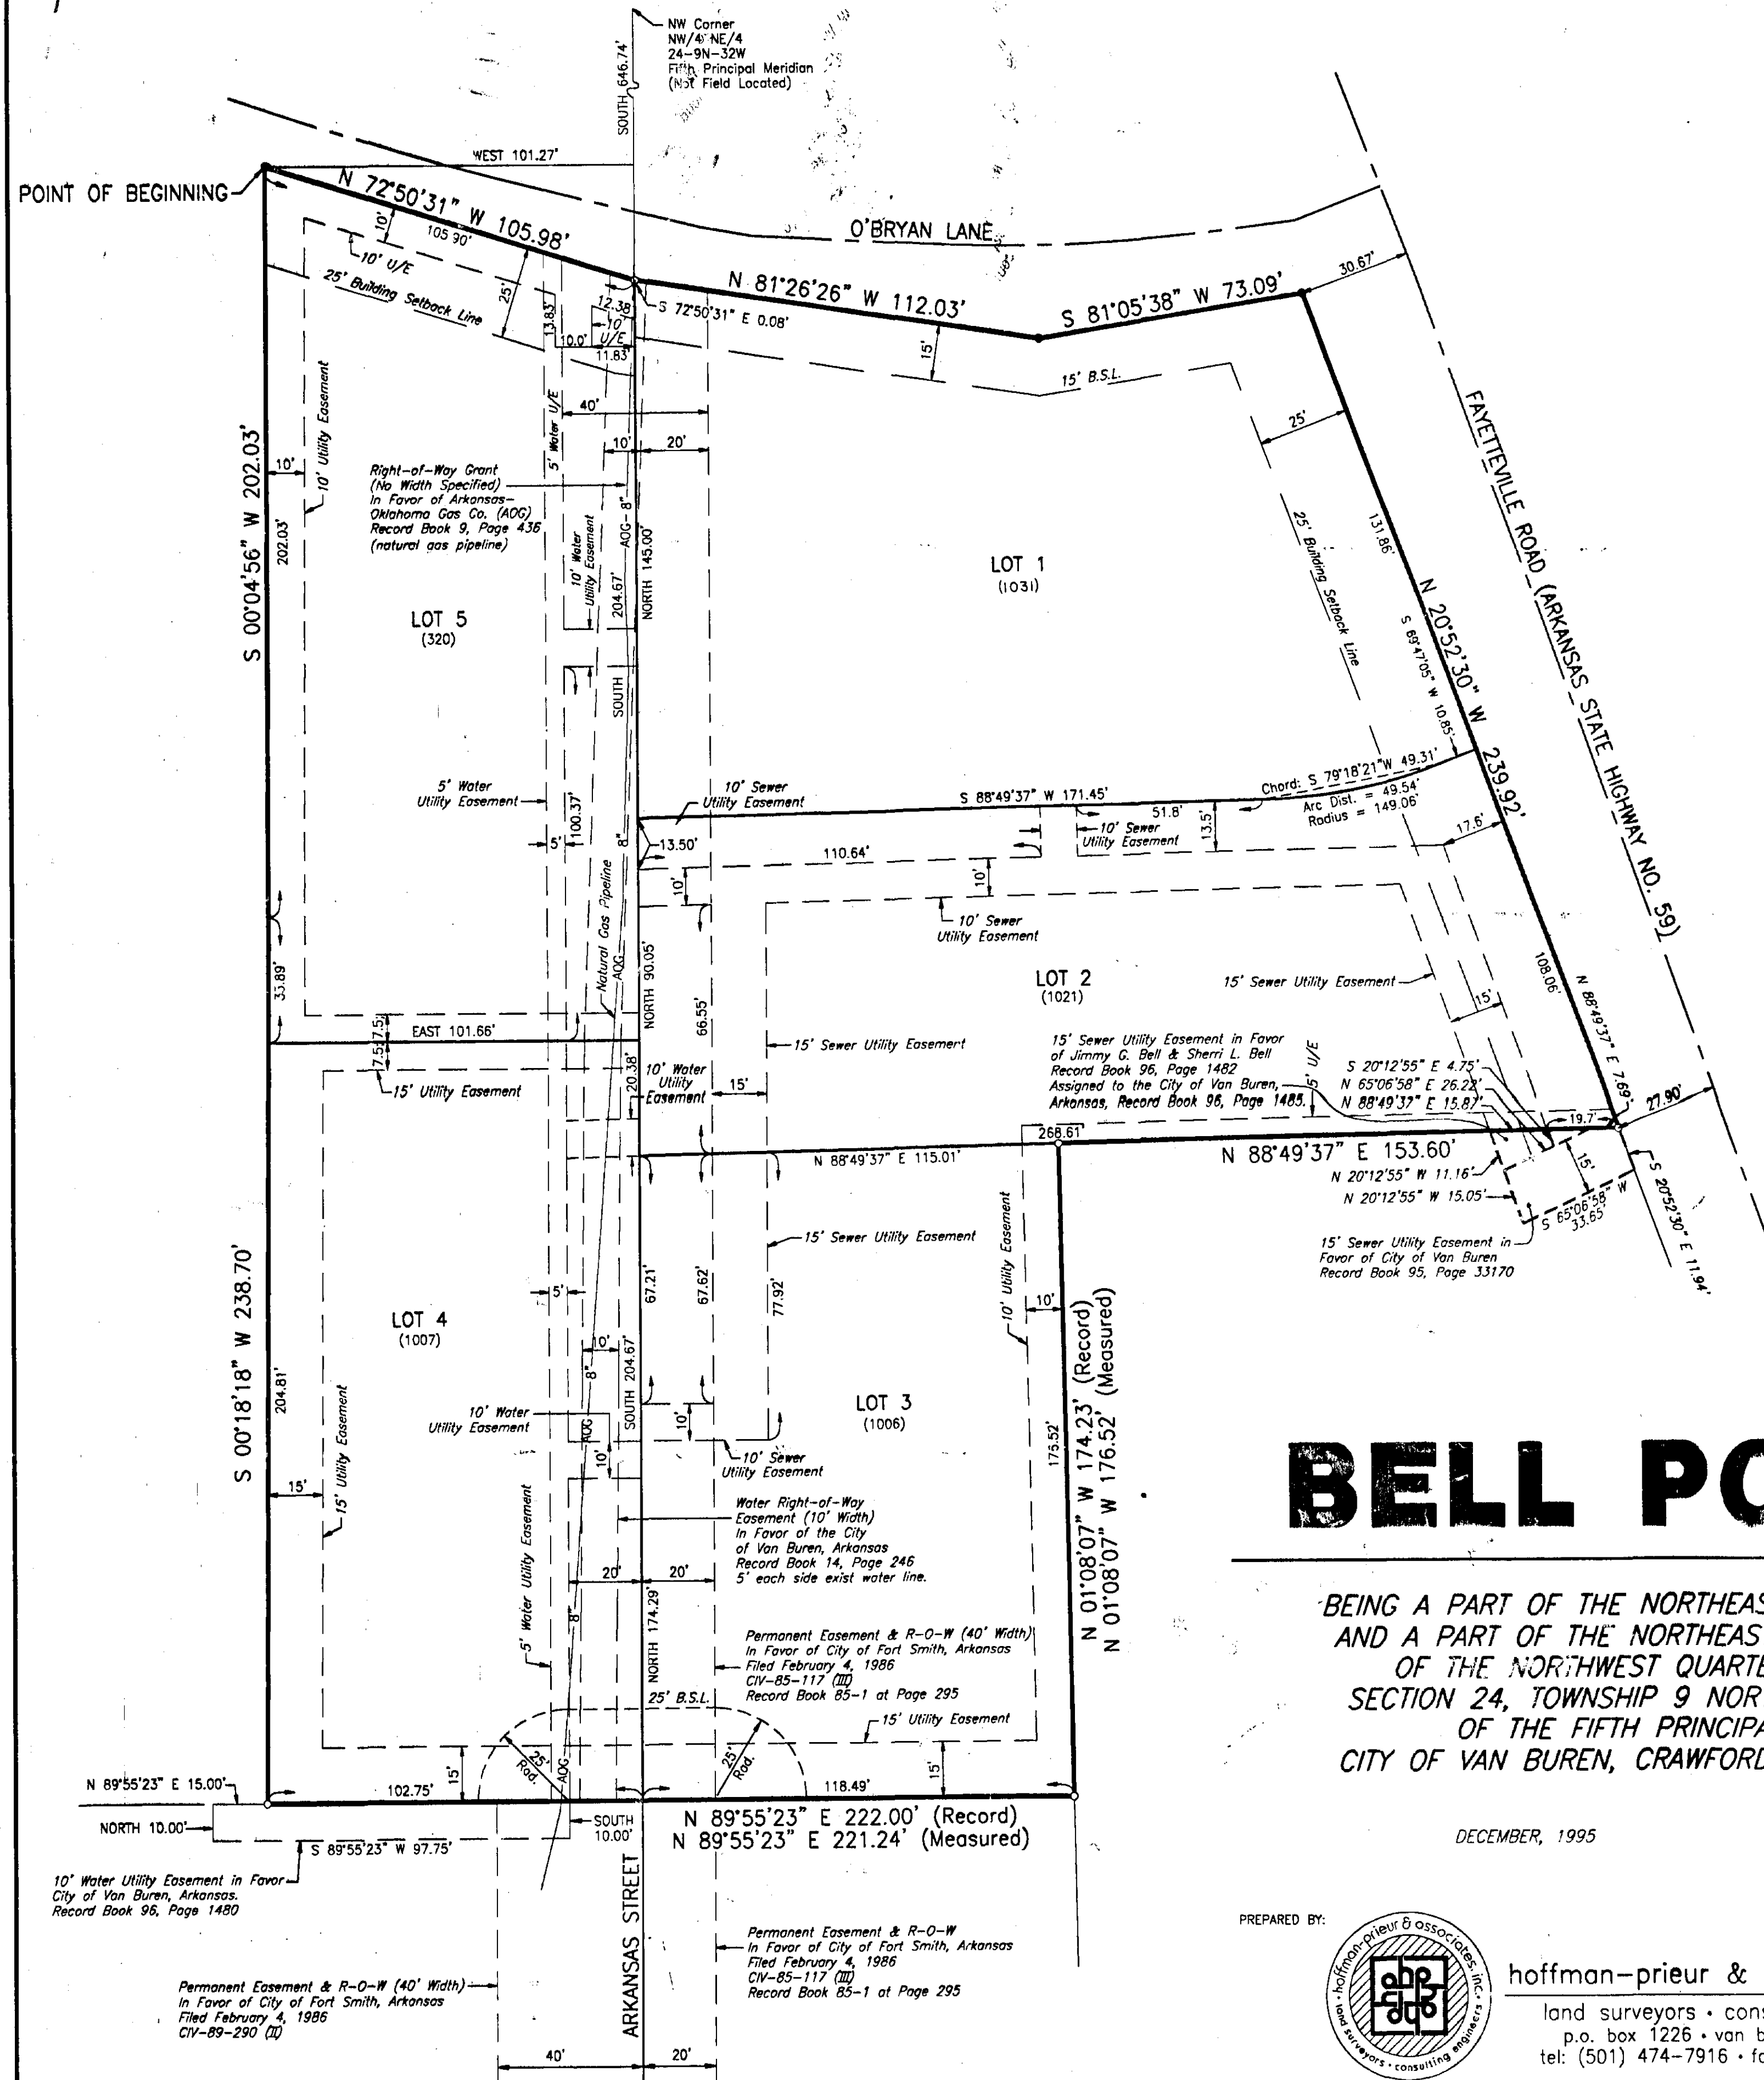 NW Corner
NW/4 NE/4
24-9N-32W
Fifth Principal Meridian
(Not Field Located)
SOUTH 646.74'
WEST 101.27'
POINT OF BEGINNING
N 72°50'31" W 105.98'
105.90'
10'
10' U/E
25' Building Setback Line
25'
O'BRYAN LANE
N 81°26'26" W 112.03'
S 81°05'38" W 73.09'
30.67'
S 72°50'31" E 0.08'
12.38'
10'
U/E
13.83'
10.0'
11.83'
15'
15' B.S.L.
25'
FAYETTEVILLE ROAD (ARKANSAS STATE HIGHWAY NO. 59)
40'
10'
20'
5' Water U/E
10' Utility Easement
10'
S 00°04'56" W 202.03'
202.03'
Right-of-Way Grant
(No Width Specified)
In Favor of Arkansas-
Oklahoma Gas Co. (AOG)
Record Book 9, Page 436
(natural gas pipeline)
AOG- 8"
10' Water
Utility Easement
204.67'
SOUTH
NORTH 145.00'
LOT 1
(1031)
25' Building Setback Line
131.86'
N 20°52'30" W 239.92'
S 69°47'05" W 10.85'
LOT 5
(320)
5' Water
Utility Easement
5'
100.37'
8"
Natural Gas Pipeline
AOG
10' Sewer
Utility Easement
S 88°49'37" W 171.45'
Chord: S 79°18'21"W 49.31'
Arc Dist. = 49.54'
Radius = 149.06'
51.8'
13.5'
17.6'
13.50'
110.64'
10' Sewer
Utility Easement
10'
10'
10' Sewer
Utility Easement
33.89'
NORTH 90.05'
66.55'
LOT 2
(1021)
15' Sewer Utility Easement
15'
108.06'
N 88°49'37" E 7.69'
EAST 101.66'
7.5'
7.5'
15' Utility Easement
15' Sewer Utility Easement
10' Water
Utility
Easement
20.38'
15'
15' Sewer Utility Easement in Favor
of Jimmy G. Bell & Sherri L. Bell
Record Book 96, Page 1482
Assigned to the City of Van Buren,
Arkansas, Record Book 96, Page 1485.
5' U/E
S 20°12'55" E 4.75'
N 65°06'58" E 26.22'
N 88°49'37" E 15.87'
19.7'
27.90'
268.61'
N 88°49'37" E 115.01'
N 88°49'37" E 153.60'
N 20°12'55" W 11.16'
N 20°12'55" W 15.05'
15'
S 65°06'58" W
33.65'
S 20°52'30" E 11.94'
15' Sewer Utility Easement in
Favor of City of Van Buren
Record Book 95, Page 33170
15' Sewer Utility Easement
10' Utility Easement
10'
S 00°18'18" W 238.70'
204.81'
LOT 4
(1007)
5'
10'
8"
67.21'
67.62'
77.92'
SOUTH 204.67'
N 01°08'07" W 174.23' (Record)
N 01°08'07" W 176.52' (Measured)
175.52'
LOT 3
(1006)
10' Water
Utility Easement
AOG
10'
10'
10' Sewer
Utility Easement
15'
15' Utility Easement
5' Water Utility Easement
Water Right-of-Way
Easement (10' Width)
In Favor of the City
of Van Buren, Arkansas
Record Book 14, Page 246
5' each side exist water line.
20'
20'
8"
NORTH 174.29'
Permanent Easement & R-O-W (40' Width)
In Favor of City of Fort Smith, Arkansas
Filed February 4, 1986
CIV-85-117 (III)
Record Book 85-1 at Page 295
25' B.S.L.
15' Utility Easement
25'
Rad.
25'
Rad.
AOG
15'
15'
N 89°55'23" E 15.00'
102.75'
118.49'
NORTH 10.00'
SOUTH
10.00'
N 89°55'23" E 222.00' (Record)
N 89°55'23" E 221.24' (Measured)
S 89°55'23" W 97.75'
10' Water Utility Easement in Favor
City of Van Buren, Arkansas.
Record Book 96, Page 1480
ARKANSAS STREET
Permanent Easement & R-O-W
In Favor of City of Fort Smith, Arkansas
Filed February 4, 1986
CIV-85-117 (III)
Record Book 85-1 at Page 295
Permanent Easement & R-O-W (40' Width)
In Favor of City of Fort Smith, Arkansas
Filed February 4, 1986
CIV-89-290 (II)
40'
20'
BELL PO
BEING A PART OF THE NORTHEAS
AND A PART OF THE NORTHEAST
OF THE NORTHWEST QUARTE
SECTION 24, TOWNSHIP 9 NOR
OF THE FIFTH PRINCIPA
CITY OF VAN BUREN, CRAWFORD
DECEMBER, 1995
PREPARED BY:
hoffman-prieur & associates, inc.
land surveyors • consulting engineers
hoffman-prieur &
land surveyors • cons
p.o. box 1226 • van b
tel: (501) 474-7916 • fa